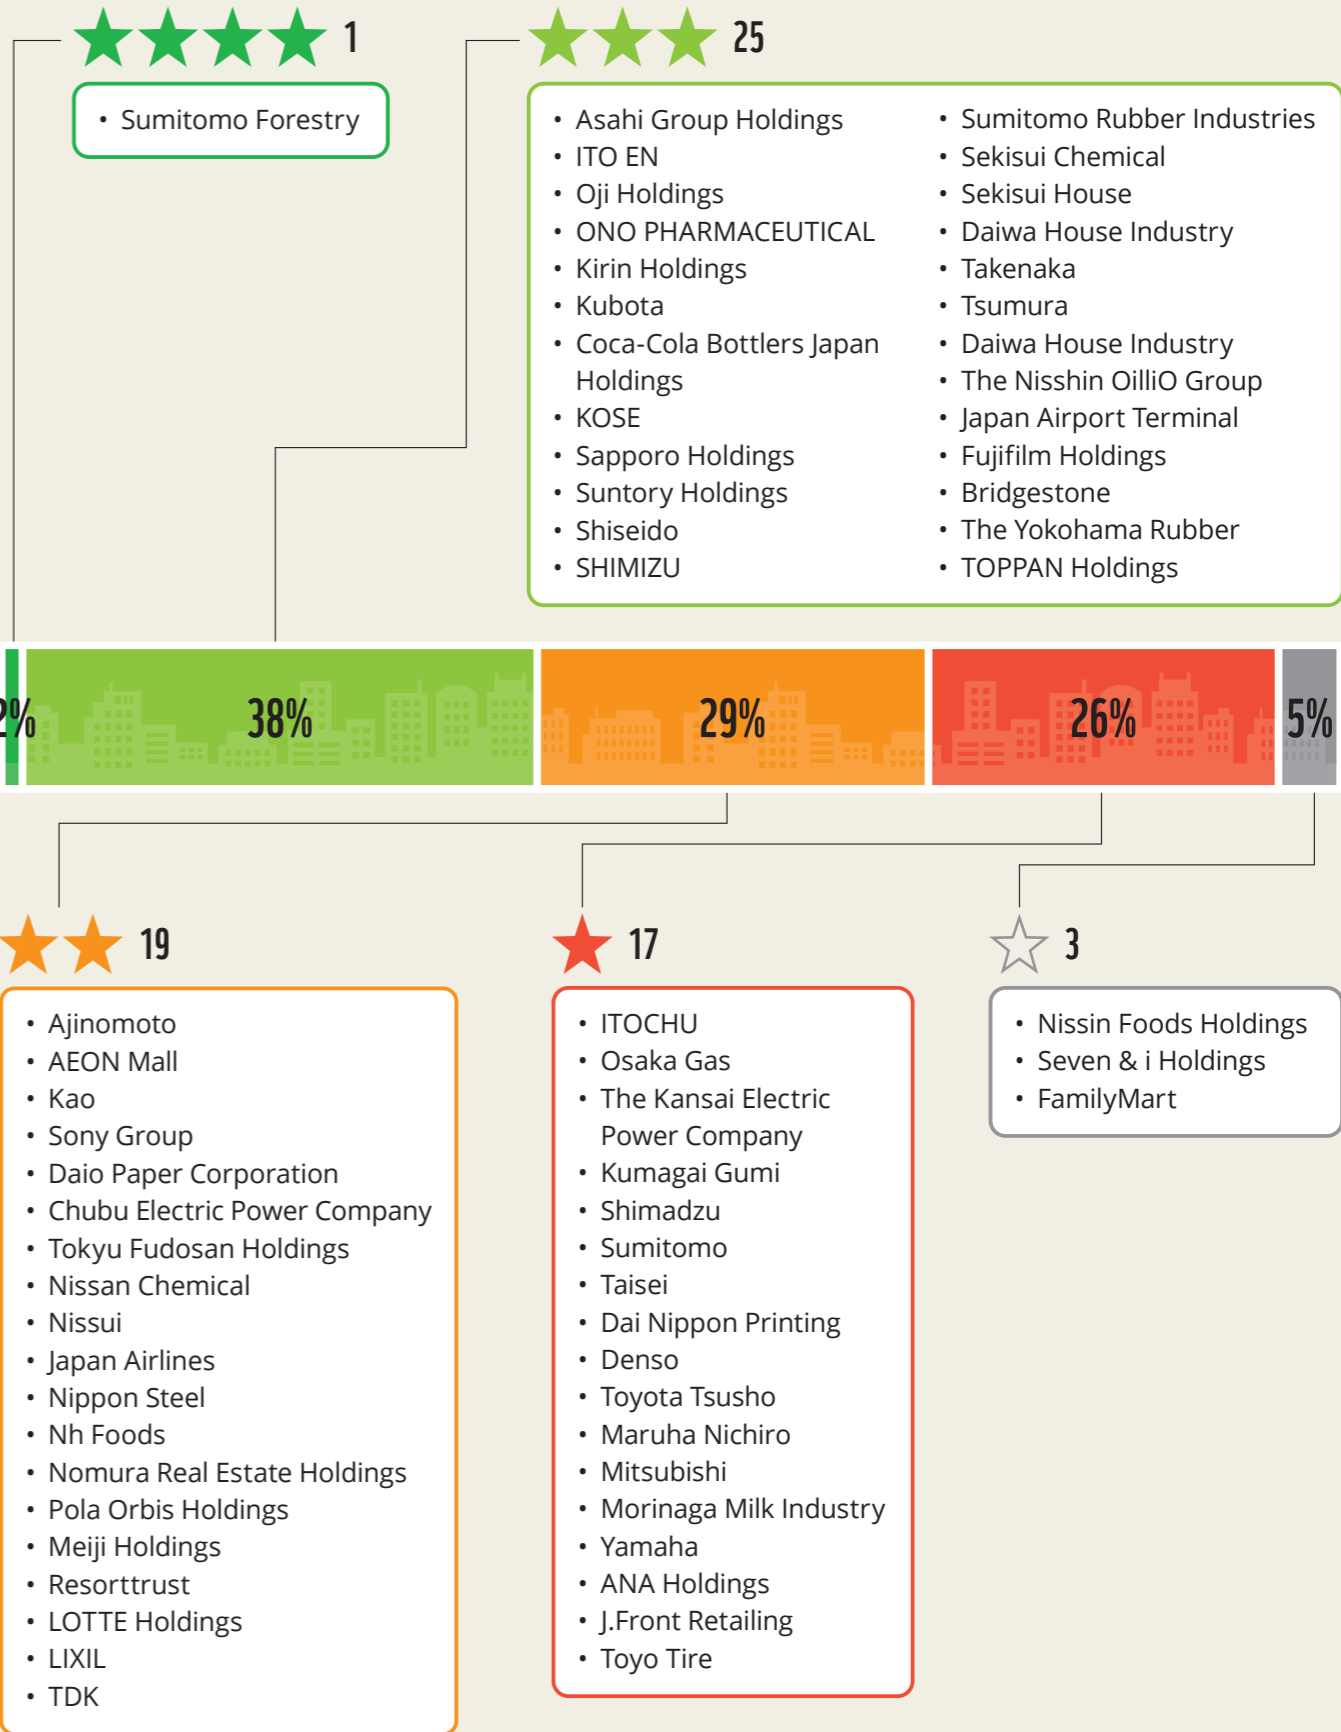 1
• Sumitomo Forestry
25
• Asahi Group Holdings
• ITO EN
• Oji Holdings
• ONO PHARMACEUTICAL
• Kirin Holdings
• Kubota
• Coca-Cola Bottlers Japan
Holdings
• KOSE
• Sapporo Holdings
• Suntory Holdings
• Shiseido
• SHIMIZU
• Sumitomo Rubber Industries
• Sekisui Chemical
• Sekisui House
• Daiwa House Industry
• Takenaka
• Tsumura
• Daiwa House Industry
• The Nisshin OilliO Group
• Japan Airport Terminal
• Fujifilm Holdings
• Bridgestone
• The Yokohama Rubber
• TOPPAN Holdings
2%
38%
29%
26%
5%
19
• Ajinomoto
• AEON Mall
• Kao
• Sony Group
• Daio Paper Corporation
• Chubu Electric Power Company
• Tokyu Fudosan Holdings
• Nissan Chemical
• Nissui
• Japan Airlines
• Nippon Steel
• Nh Foods
• Nomura Real Estate Holdings
• Pola Orbis Holdings
• Meiji Holdings
• Resorttrust
• LOTTE Holdings
• LIXIL
• TDK
17
• ITOCHU
• Osaka Gas
• The Kansai Electric
Power Company
• Kumagai Gumi
• Shimadzu
• Sumitomo
• Taisei
• Dai Nippon Printing
• Denso
• Toyota Tsusho
• Maruha Nichiro
• Mitsubishi
• Morinaga Milk Industry
• Yamaha
• ANA Holdings
• J.Front Retailing
• Toyo Tire
3
• Nissin Foods Holdings
• Seven & i Holdings
• FamilyMart